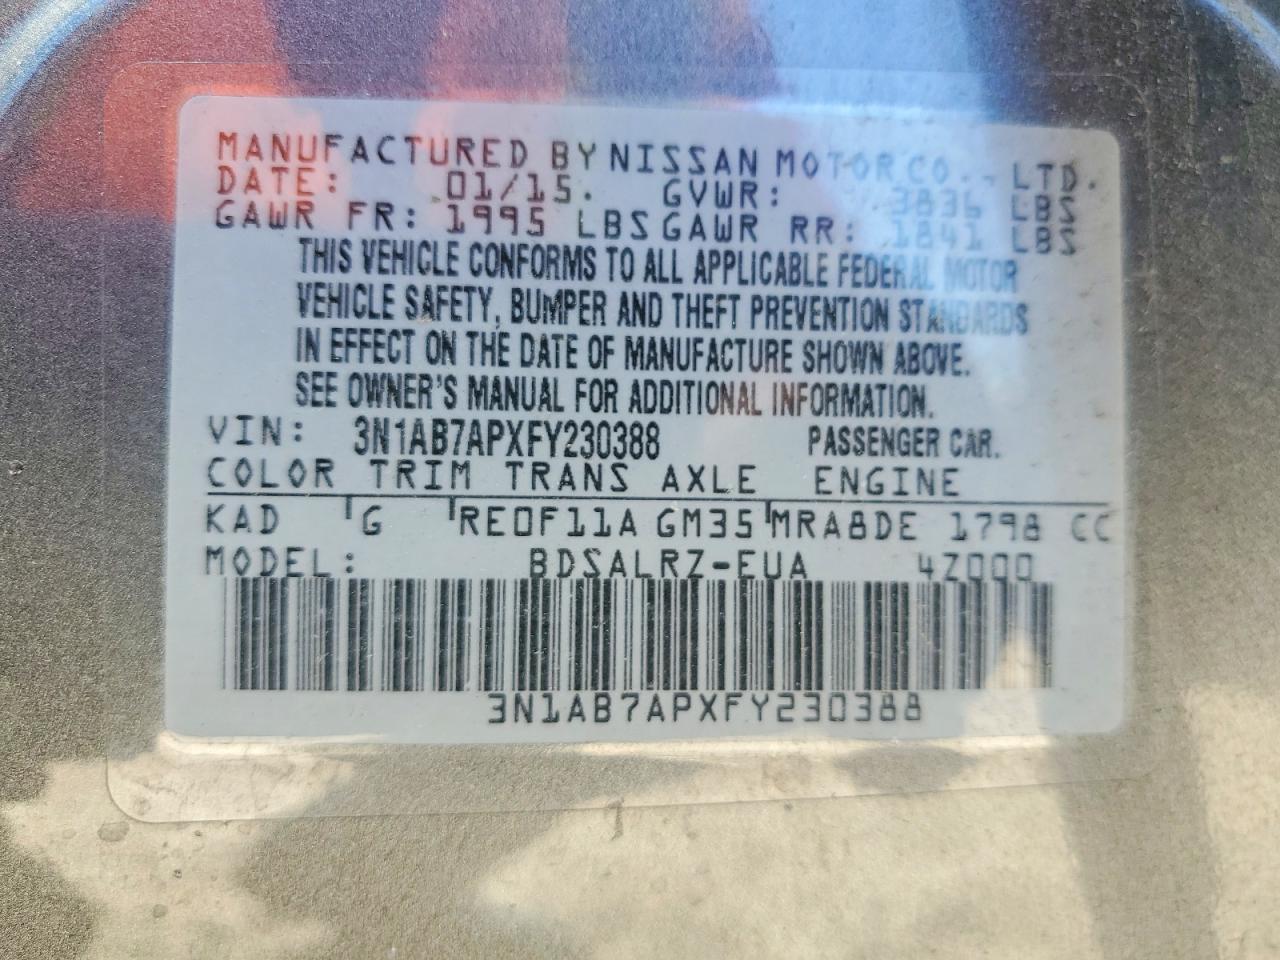 MANUFACTURED BY NISSAN MOTOR CO., LTD.
DATE: 01/15. GVWR: 3836 LBS
GAWR FR: 1995 LBS GAWR RR: 1841 LBS
THIS VEHICLE CONFORMS TO ALL APPLICABLE FEDERAL MOTOR
VEHICLE SAFETY, BUMPER AND THEFT PREVENTION STANDARDS
IN EFFECT ON THE DATE OF MANUFACTURE SHOWN ABOVE.
SEE OWNER'S MANUAL FOR ADDITIONAL INFORMATION.
VIN: 3N1AB7APXFY230388 PASSENGER CAR.
COLOR TRIM TRANS AXLE ENGINE
KAD G RE0F11A GM35 MRA8DE 1798 CC
MODEL: BDSALRZ-EUA 4Z000
3N1AB7APXFY230388